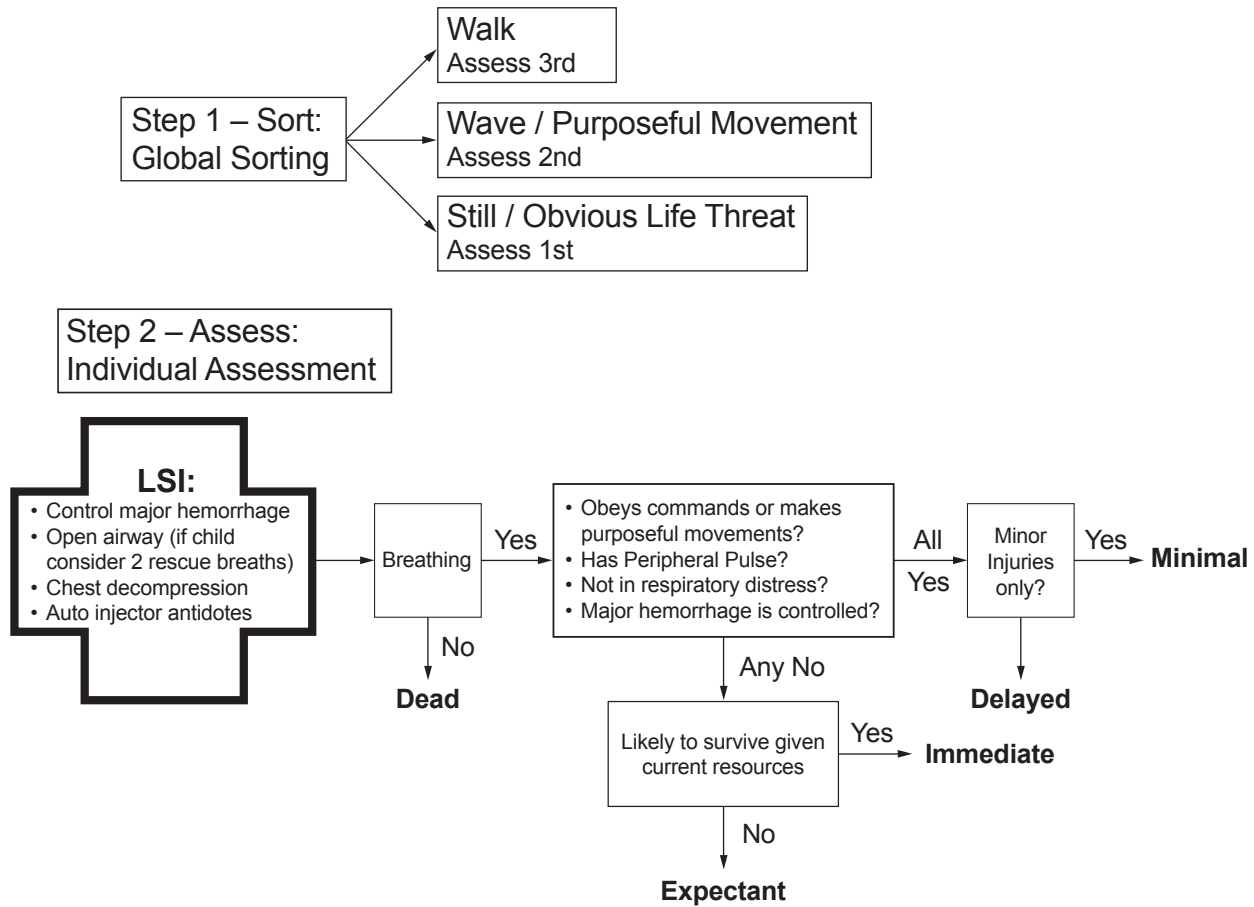 Walk
Assess 3rd
Step 1 – Sort:
Global Sorting
Wave / Purposeful Movement
Assess 2nd
Still / Obvious Life Threat
Assess 1st
Step 2 – Assess:
Individual Assessment
LSI:
• Control major hemorrhage
• Open airway (if child
consider 2 rescue breaths)
• Chest decompression
• Auto injector antidotes
Breathing
Yes
No
Dead
• Obeys commands or makes
purposeful movements?
• Has Peripheral Pulse?
• Not in respiratory distress?
• Major hemorrhage is controlled?
All
Yes
Minor
Injuries
only?
Yes
Minimal
Delayed
Any No
Likely to survive given
current resources
Yes
Immediate
No
Expectant